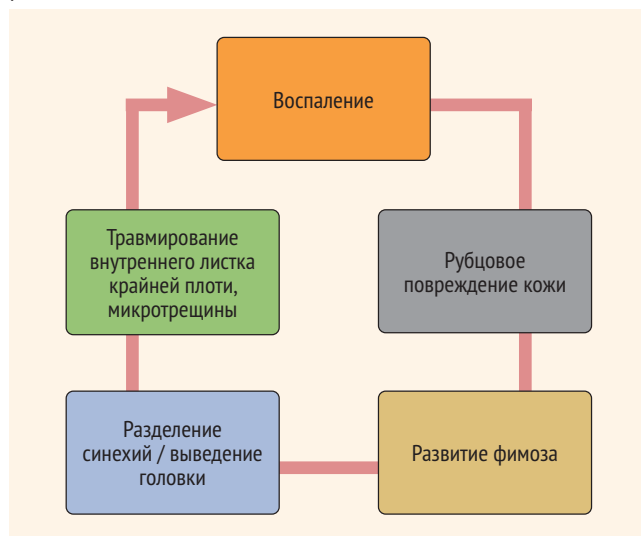 Воспаление
Рубцовое
повреждение кожи
Развитие фимоза
Разделение
синехий / выведение
головки
Травмирование
внутреннего листка
крайней плоти,
микротрещины